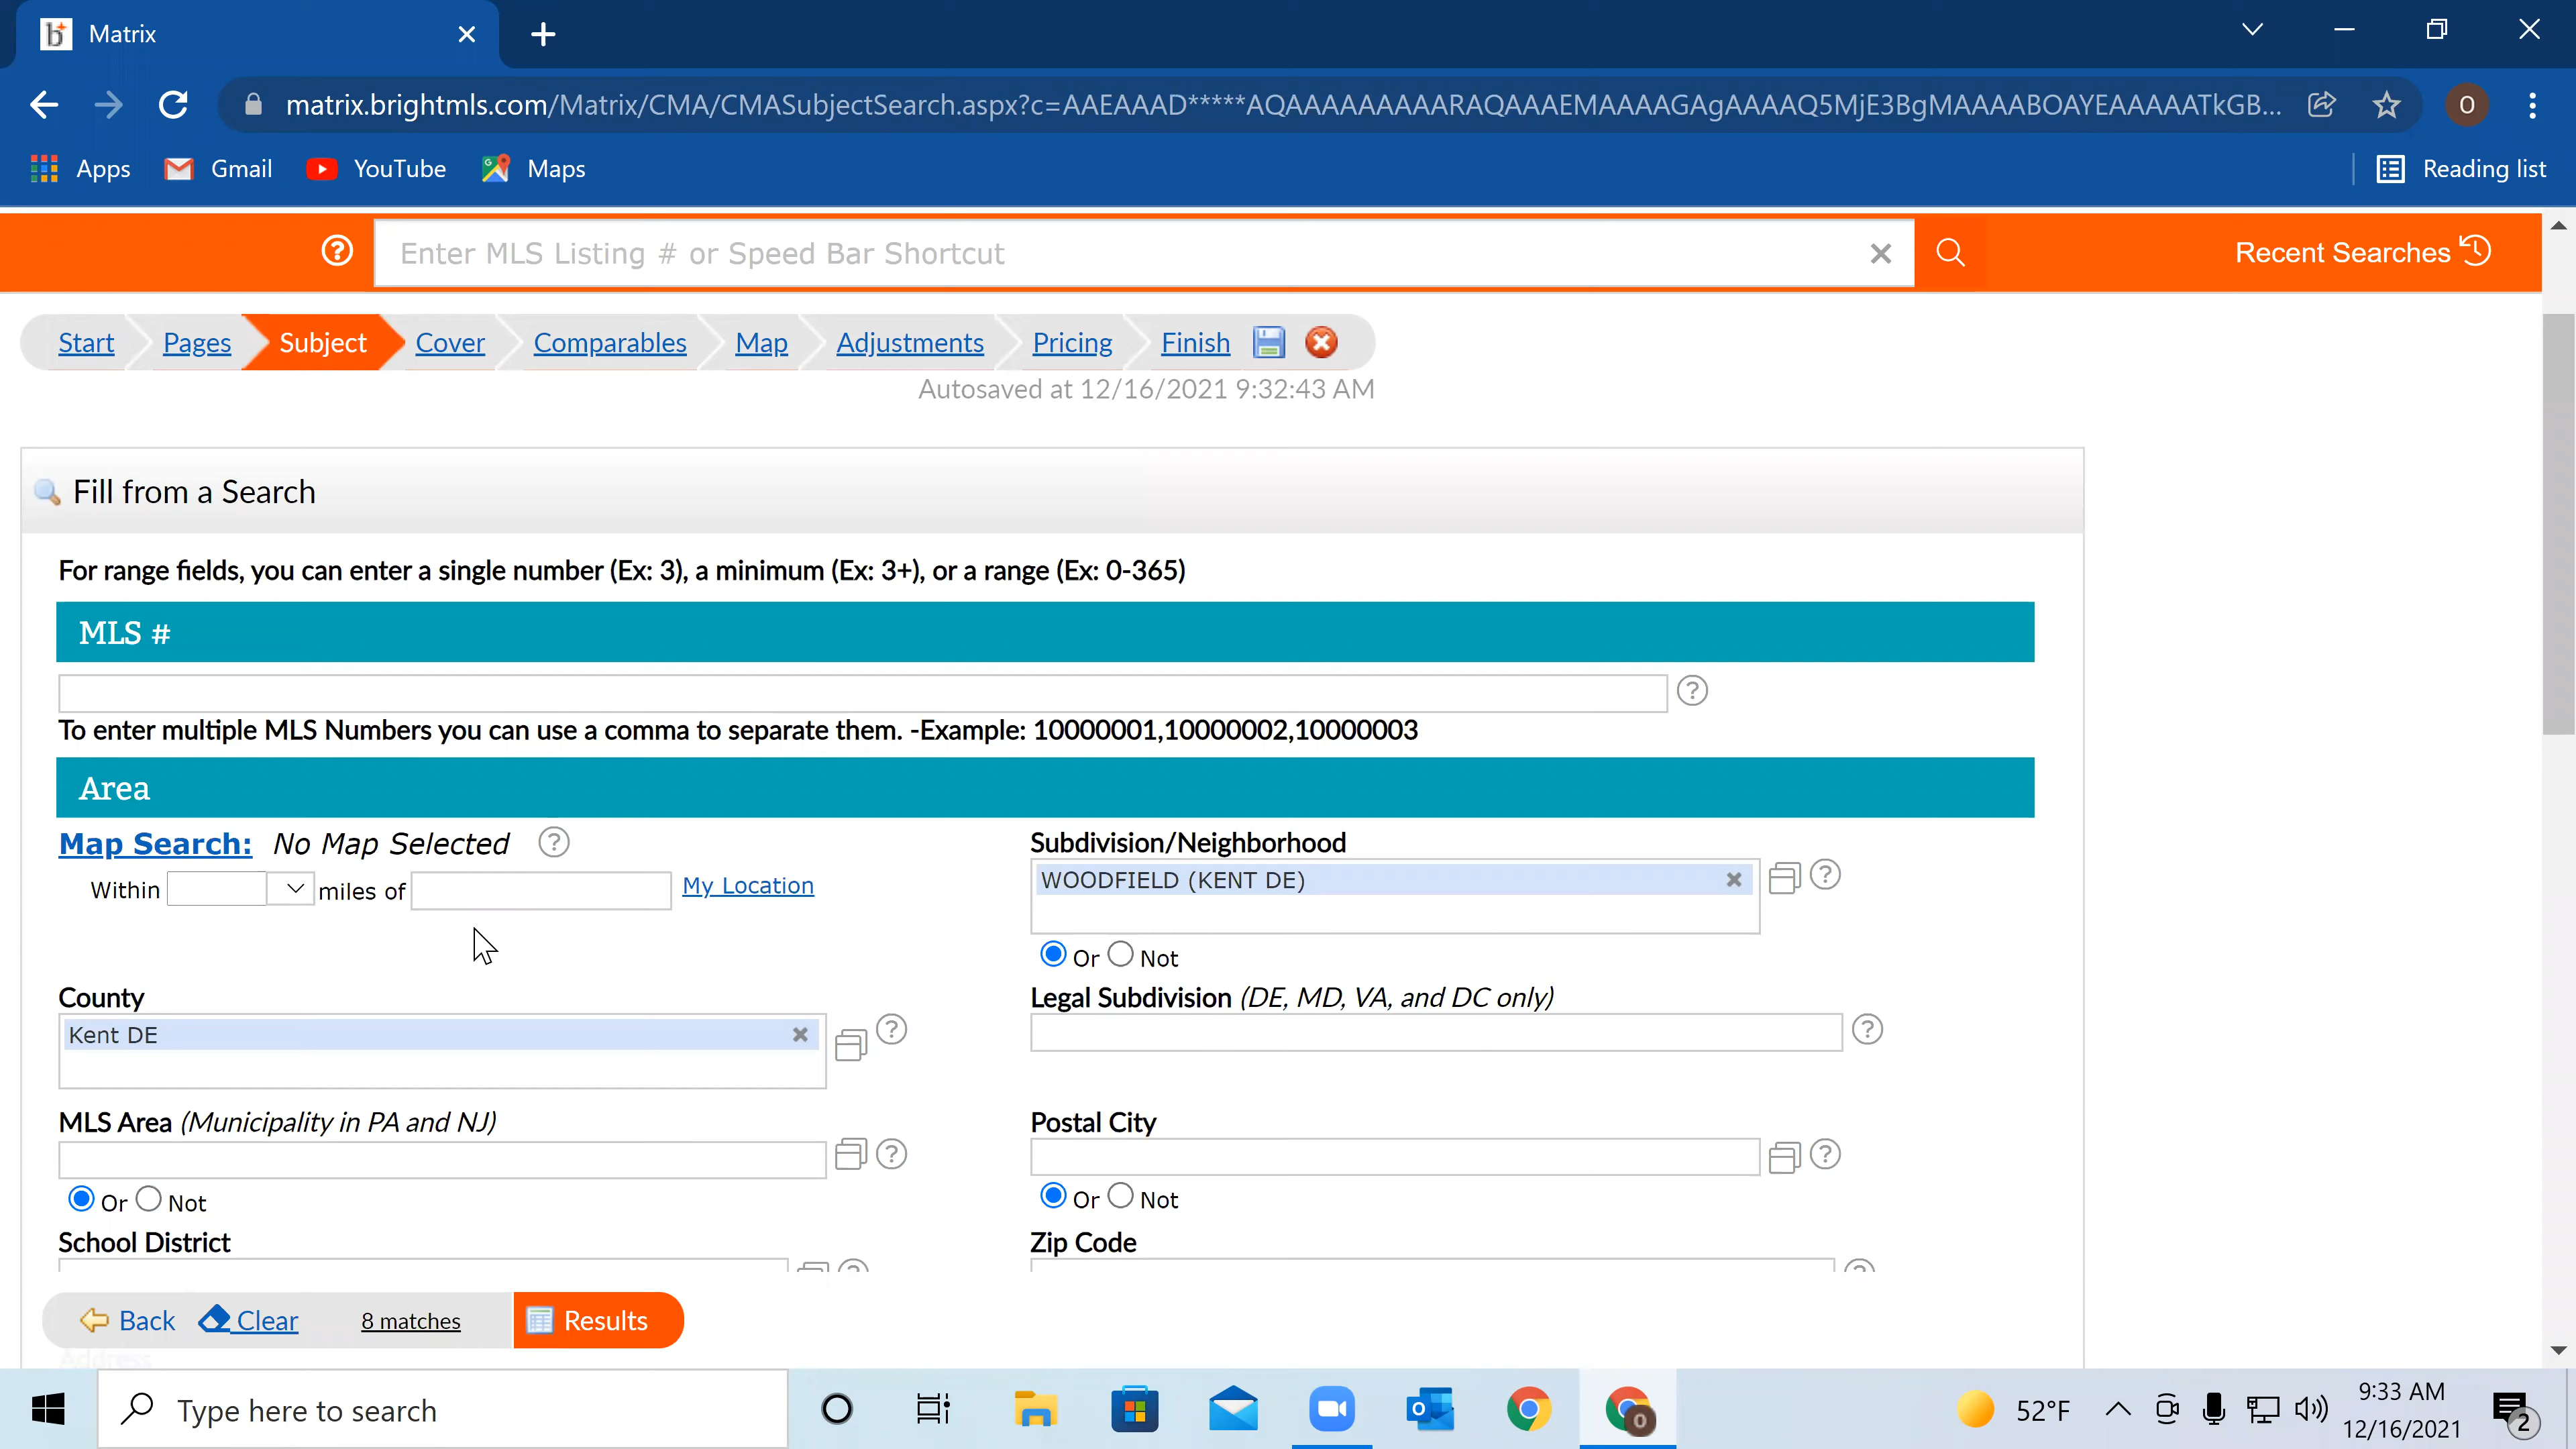 Matrix
matrix.brightmls.com/Matrix/CMA/CMASubjectSearch.aspx?c=AAEAAAD*****AQAAAAAAAAARAQAAAEMAAAAGAgAAAAQ5MjE3BgMAAAABOAYEAAAAATkGB...
O
Apps Gmail YouTube Maps Reading list
Enter MLS Listing # or Speed Bar Shortcut
Recent Searches
Start Pages Subject Cover Comparables Map Adjustments Pricing Finish
Autosaved at 12/16/2021 9:32:43 AM
Fill from a Search
For range fields, you can enter a single number (Ex: 3), a minimum (Ex: 3+), or a range (Ex: 0-365)
MLS #
To enter multiple MLS Numbers you can use a comma to separate them. -Example: 10000001,10000002,10000003
Area
Map Search: No Map Selected
Within miles of My Location
Subdivision/Neighborhood
WOODFIELD (KENT DE)
Or Not
County
Kent DE
Legal Subdivision (DE, MD, VA, and DC only)
MLS Area (Municipality in PA and NJ)
Or Not
Postal City
Or Not
School District
Zip Code
Back Clear 8 matches Results
Address
Type here to search
52°F
9:33 AM
12/16/2021
2